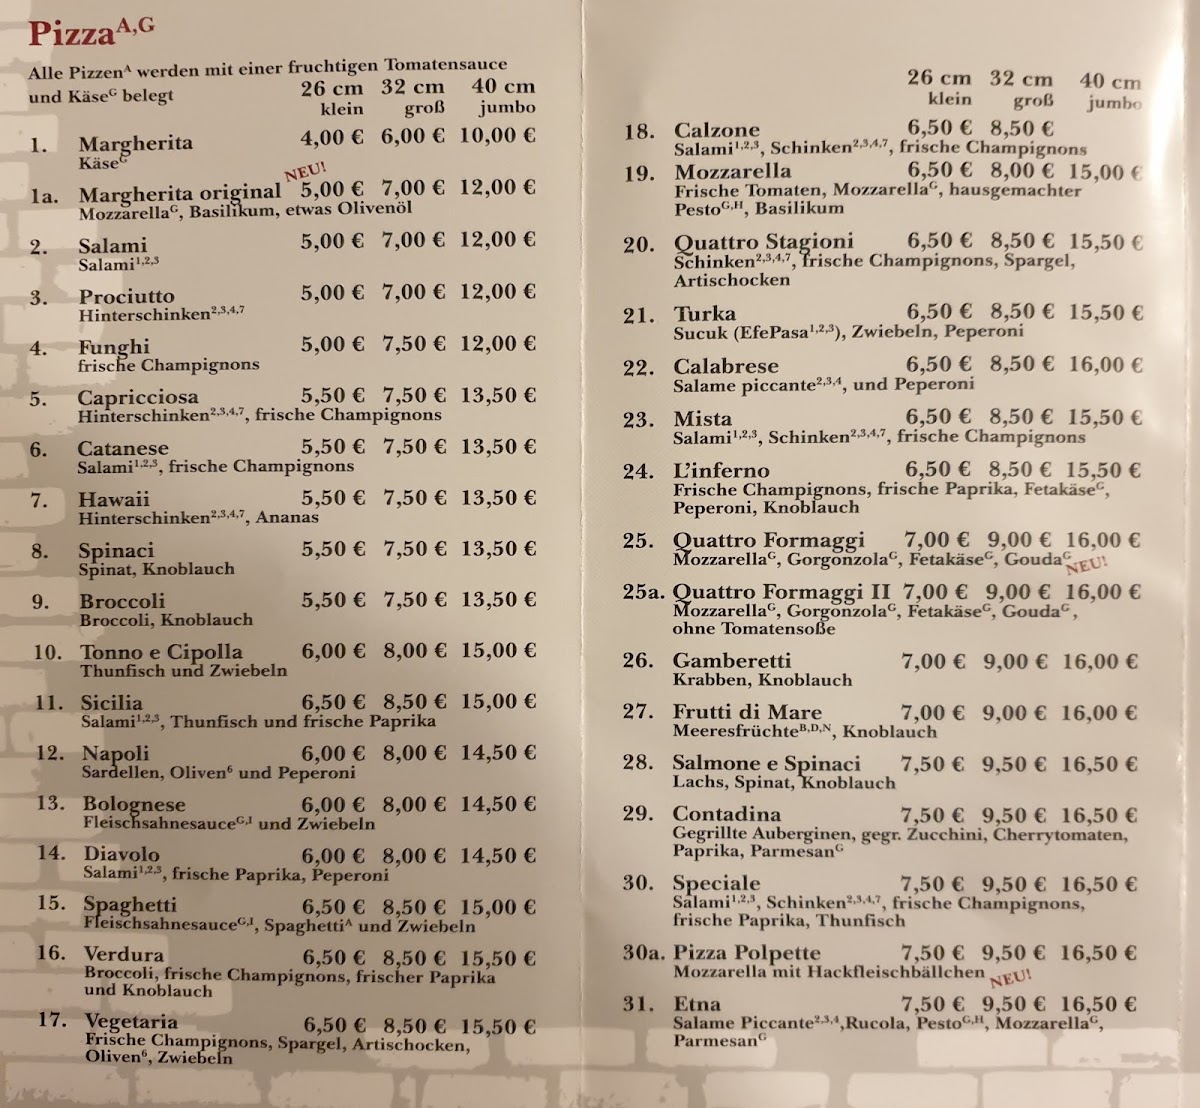 Pizza A,G
Alle Pizzen A werden mit einer fruchtigen Tomatensauce
und Käse G belegt
26 cm 32 cm 40 cm
klein groß jumbo
1. Margherita 4,00 € 6,00 € 10,00 €
Käse G
NEU!
1a. Margherita original 5,00 € 7,00 € 12,00 €
Mozzarella G, Basilikum, etwas Olivenöl
2. Salami 5,00 € 7,00 € 12,00 €
Salami 1,2,3
3. Prociutto 5,00 € 7,00 € 12,00 €
Hinterschinken 2,3,4,7
4. Funghi 5,00 € 7,50 € 12,00 €
frische Champignons
5. Capricciosa 5,50 € 7,50 € 13,50 €
Hinterschinken 2,3,4,7, frische Champignons
6. Catanese 5,50 € 7,50 € 13,50 €
Salami 1,2,3, frische Champignons
7. Hawaii 5,50 € 7,50 € 13,50 €
Hinterschinken 2,3,4,7, Ananas
8. Spinaci 5,50 € 7,50 € 13,50 €
Spinat, Knoblauch
9. Broccoli 5,50 € 7,50 € 13,50 €
Broccoli, Knoblauch
10. Tonno e Cipolla 6,00 € 8,00 € 15,00 €
Thunfisch und Zwiebeln
11. Sicilia 6,50 € 8,50 € 15,00 €
Salami 1,2,3, Thunfisch und frische Paprika
12. Napoli 6,00 € 8,00 € 14,50 €
Sardellen, Oliven 6 und Peperoni
13. Bolognese 6,00 € 8,00 € 14,50 €
Fleischsahnesauce G,I und Zwiebeln
14. Diavolo 6,00 € 8,00 € 14,50 €
Salami 1,2,3, frische Paprika, Peperoni
15. Spaghetti 6,50 € 8,50 € 15,00 €
Fleischsahnesauce G,I, Spaghetti A und Zwiebeln
16. Verdura 6,50 € 8,50 € 15,50 €
Broccoli, frische Champignons, frischer Paprika
und Knoblauch
17. Vegetaria 6,50 € 8,50 € 15,50 €
Frische Champignons, Spargel, Artischocken,
Oliven 6, Zwiebeln
26 cm 32 cm 40 cm
klein groß jumbo
18. Calzone 6,50 € 8,50 €
Salami 1,2,3, Schinken 2,3,4,7, frische Champignons
19. Mozzarella 6,50 € 8,00 € 15,00 €
Frische Tomaten, Mozzarella G, hausgemachter
Pesto G,H, Basilikum
20. Quattro Stagioni 6,50 € 8,50 € 15,50 €
Schinken 2,3,4,7, frische Champignons, Spargel,
Artischocken
21. Turka 6,50 € 8,50 € 15,50 €
Sucuk (EfePasa 1,2,3), Zwiebeln, Peperoni
22. Calabrese 6,50 € 8,50 € 16,00 €
Salame piccante 2,3,4, und Peperoni
23. Mista 6,50 € 8,50 € 15,50 €
Salami 1,2,3, Schinken 2,3,4,7, frische Champignons
24. L'inferno 6,50 € 8,50 € 15,50 €
Frische Champignons, frische Paprika, Fetakäse G,
Peperoni, Knoblauch
25. Quattro Formaggi 7,00 € 9,00 € 16,00 €
Mozzarella G, Gorgonzola G, Fetakäse G, Gouda G
NEU!
25a. Quattro Formaggi II 7,00 € 9,00 € 16,00 €
Mozzarella G, Gorgonzola G, Fetakäse G, Gouda G,
ohne Tomatensoße
26. Gamberetti 7,00 € 9,00 € 16,00 €
Krabben, Knoblauch
27. Frutti di Mare 7,00 € 9,00 € 16,00 €
Meeresfrüchte B,D,N, Knoblauch
28. Salmone e Spinaci 7,50 € 9,50 € 16,50 €
Lachs, Spinat, Knoblauch
29. Contadina 7,50 € 9,50 € 16,50 €
Gegrillte Auberginen, gegr. Zucchini, Cherrytomaten,
Paprika, Parmesan G
30. Speciale 7,50 € 9,50 € 16,50 €
Salami 1,2,3, Schinken 2,3,4,7, frische Champignons,
frische Paprika, Thunfisch
30a. Pizza Polpette 7,50 € 9,50 € 16,50 €
Mozzarella mit Hackfleischbällchen
NEU!
31. Etna 7,50 € 9,50 € 16,50 €
Salame Piccante 2,3,4,Rucola, Pesto G,H, Mozzarella G,
Parmesan G